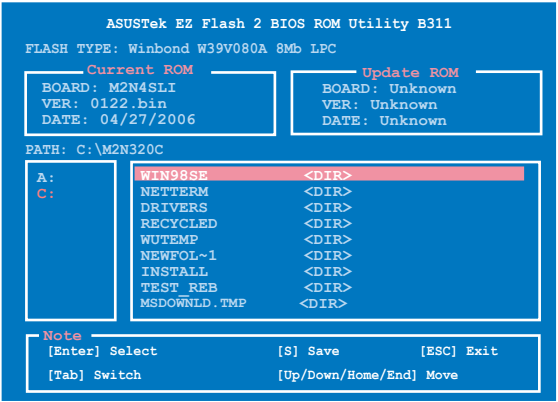 ASUSTek EZ Flash 2 BIOS ROM Utility B311
FLASH TYPE: Winbond W39V080A 8Mb LPC
Current ROM
BOARD: M2N4SLI
VER: 0122.bin
DATE: 04/27/2006
Update ROM
BOARD: Unknown
VER: Unknown
DATE: Unknown
PATH: C:\M2N320C
A:
C:
WIN98SE <DIR>
NETTERM <DIR>
DRIVERS <DIR>
RECYCLED <DIR>
WUTEMP <DIR>
NEWFOL~1 <DIR>
INSTALL <DIR>
TEST_REB <DIR>
MSDOWNLD.TMP <DIR>
Note
[Enter] Select [S] Save [ESC] Exit
[Tab] Switch [Up/Down/Home/End] Move